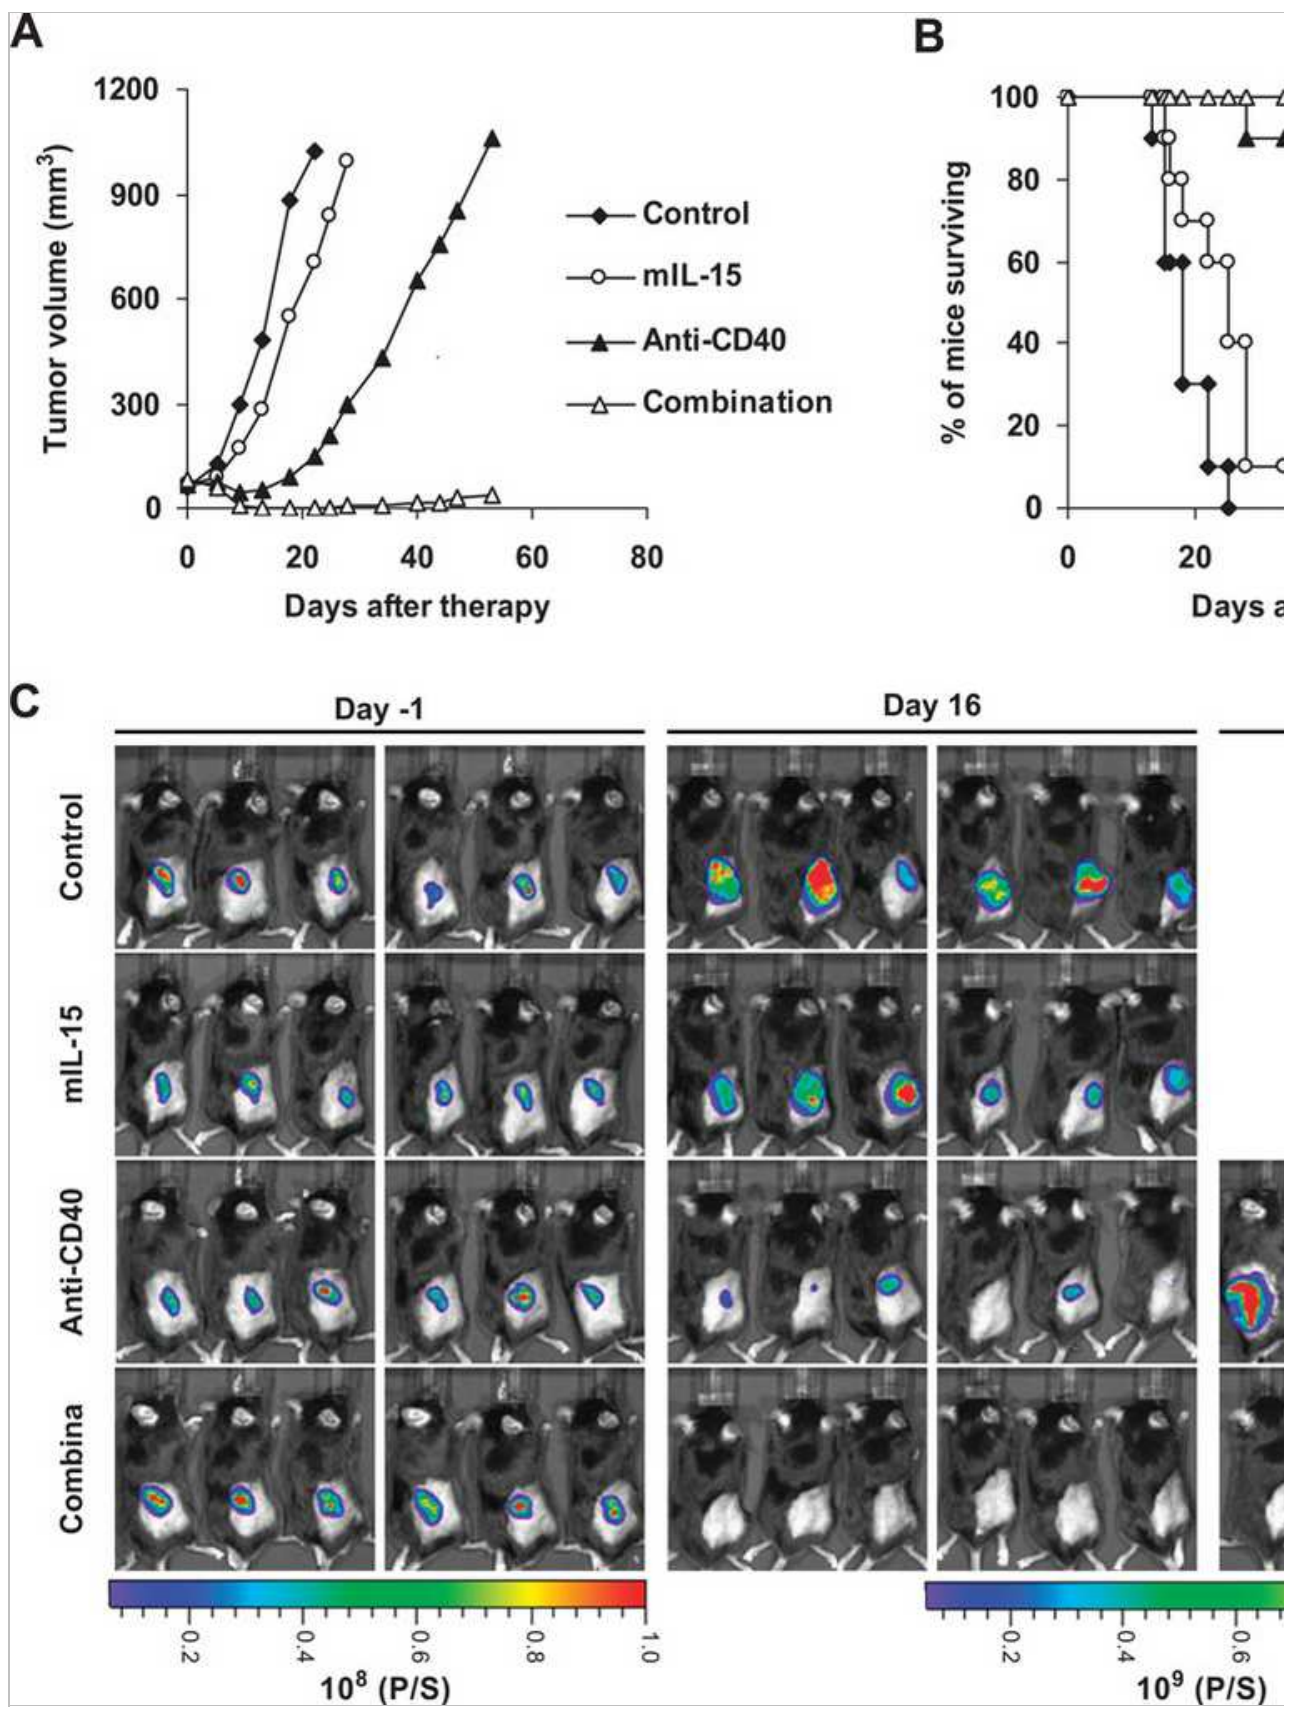 A
1200
900
600
300
0
0 20 40 60 80
Tumor volume (mm³)
Days after therapy
Control
mIL-15
Anti-CD40
Combination
B
100
80
60
40
20
0
0 20
% of mice surviving
Days a
C
Day -1
Day 16
Control
mIL-15
Anti-CD40
Combina
0.2 0.4 0.6 0.8 1.0
10⁸ (P/S)
0.2 0.4 0.6
10⁹ (P/S)